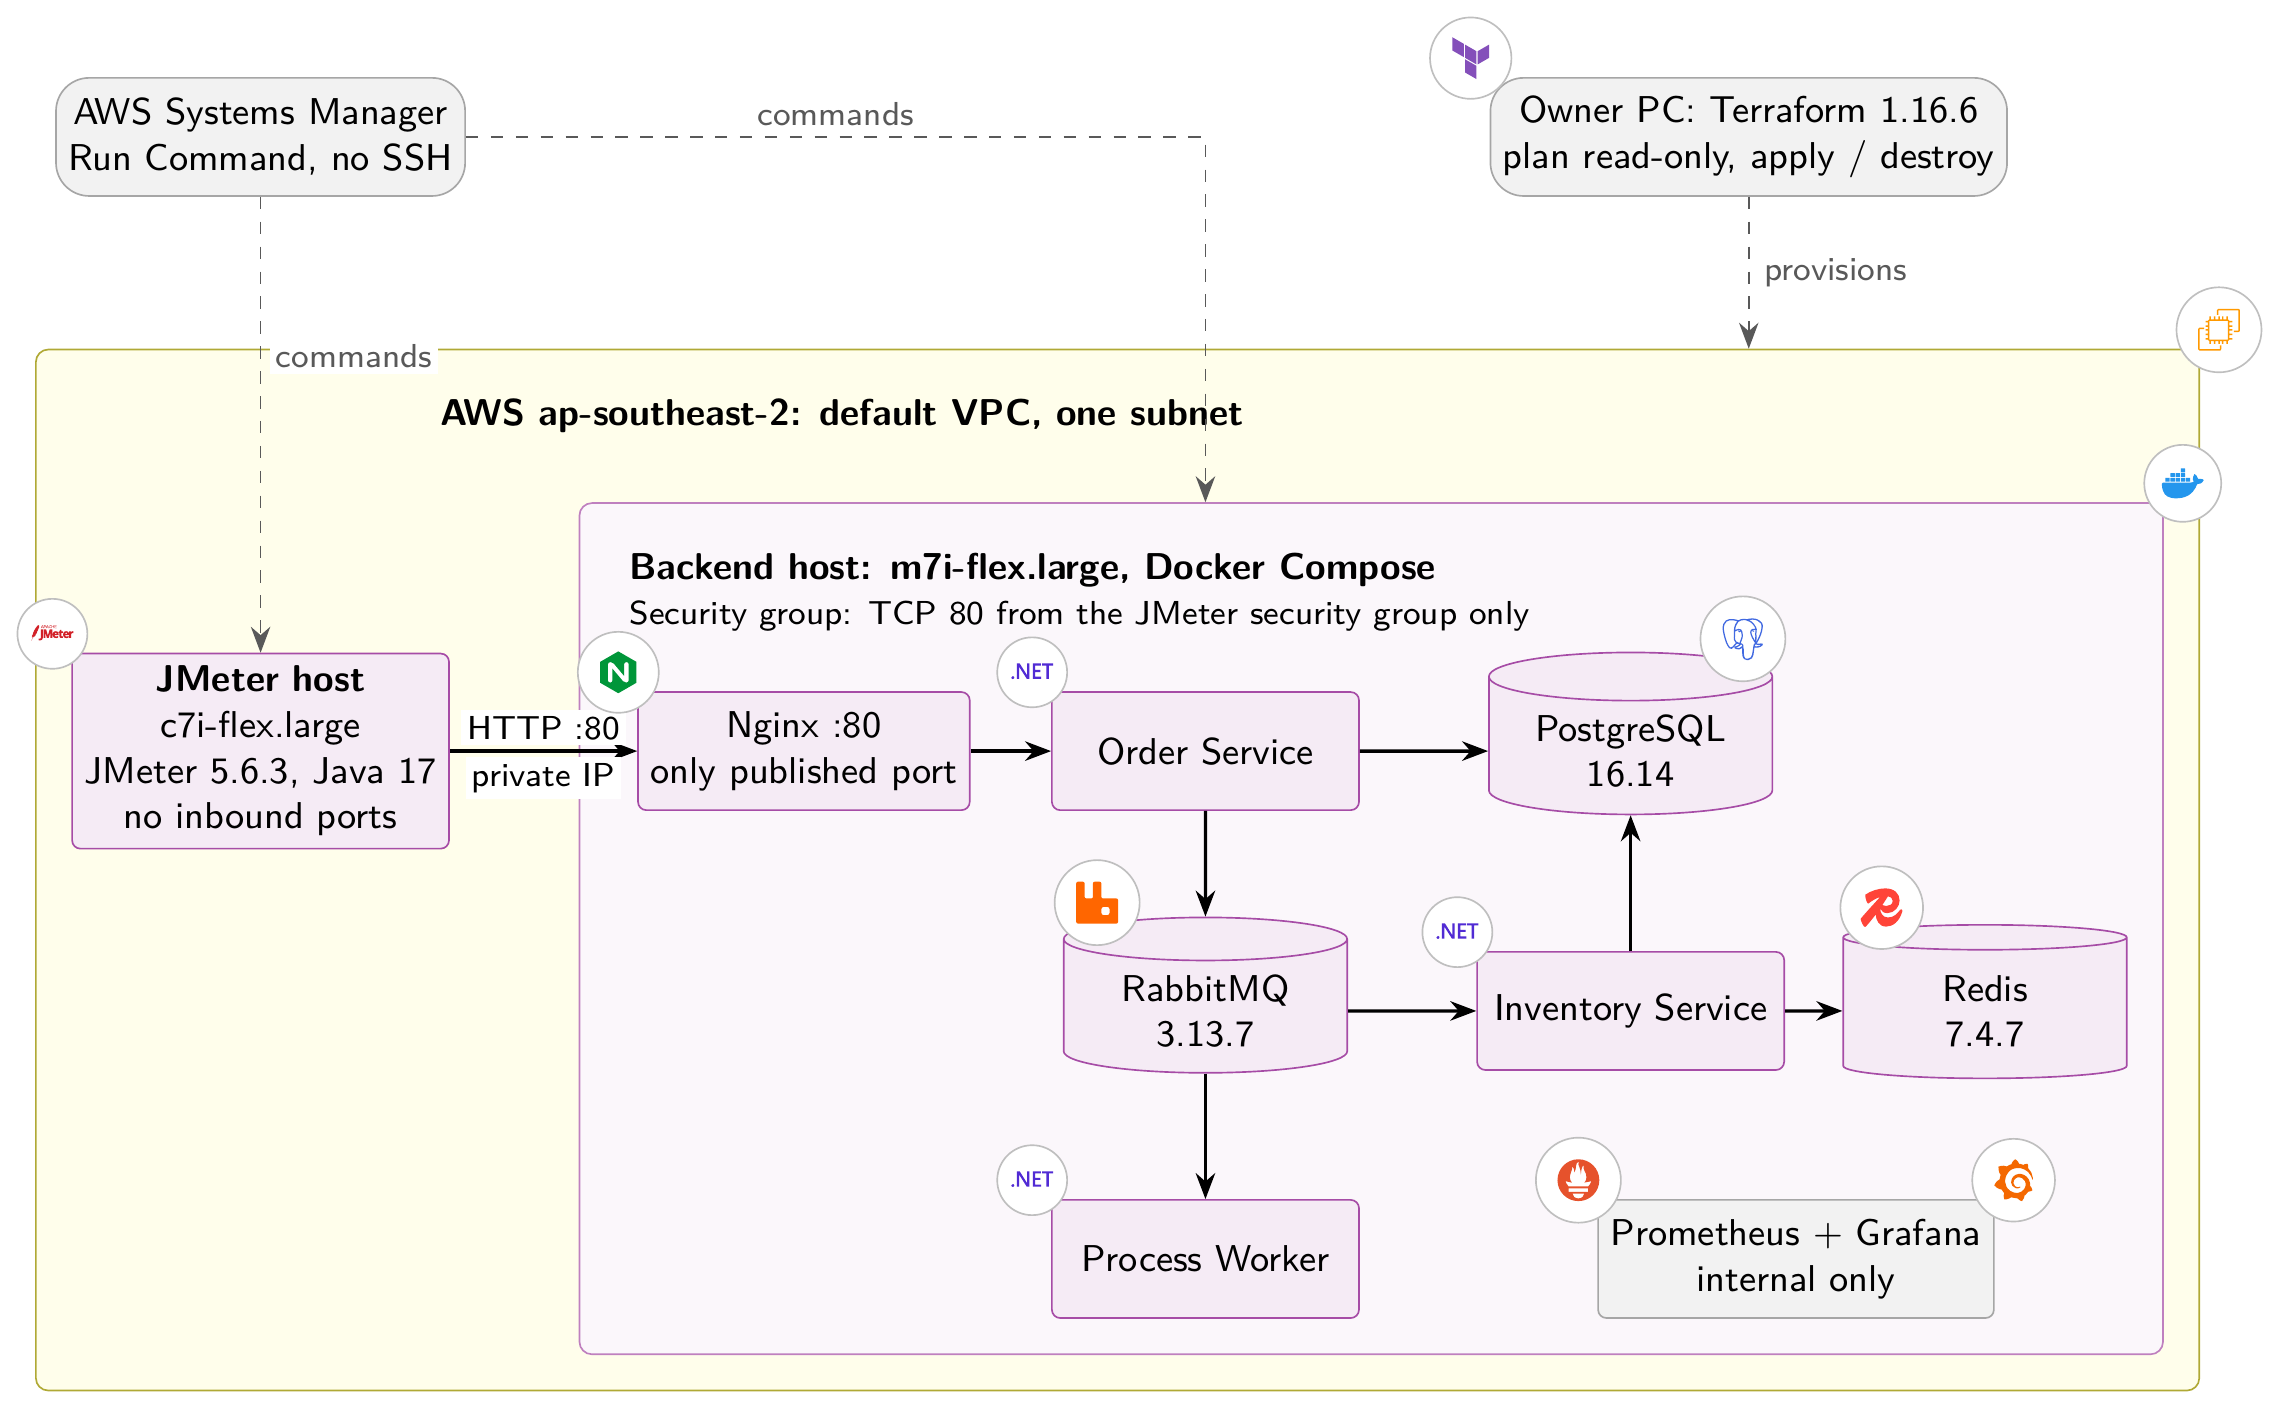 AWS Systems Manager
Run Command, no SSH
commands
Owner PC: Terraform 1.16.6
plan read-only, apply / destroy
provisions
commands
AWS ap-southeast-2: default VPC, one subnet
Backend host: m7i-flex.large, Docker Compose
Security group: TCP 80 from the JMeter security group only
APACHE
JMeter
JMeter host
c7i-flex.large
JMeter 5.6.3, Java 17
no inbound ports
HTTP :80
private IP
N
Nginx :80
only published port
.NET
Order Service
PostgreSQL
16.14
RabbitMQ
3.13.7
.NET
Inventory Service
Redis
7.4.7
.NET
Process Worker
Prometheus + Grafana
internal only